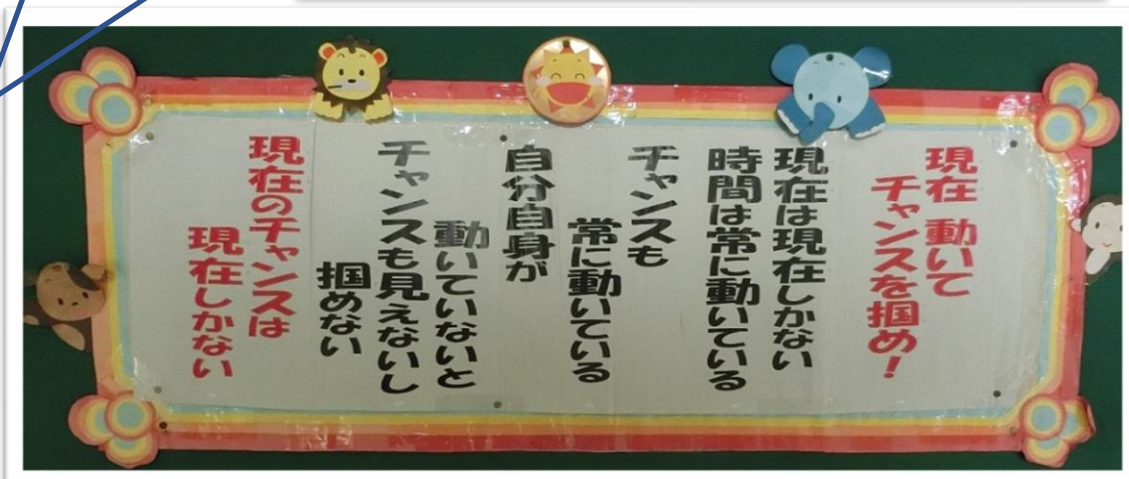 現在 動いて
チャンスを掴め!
現在は現在しかない
時間は常に動いている
チャンスも
常に動いている
自分自身が
動いていないと
チャンスも見えないし
掴めない
現在のチャンスは
現在しかない